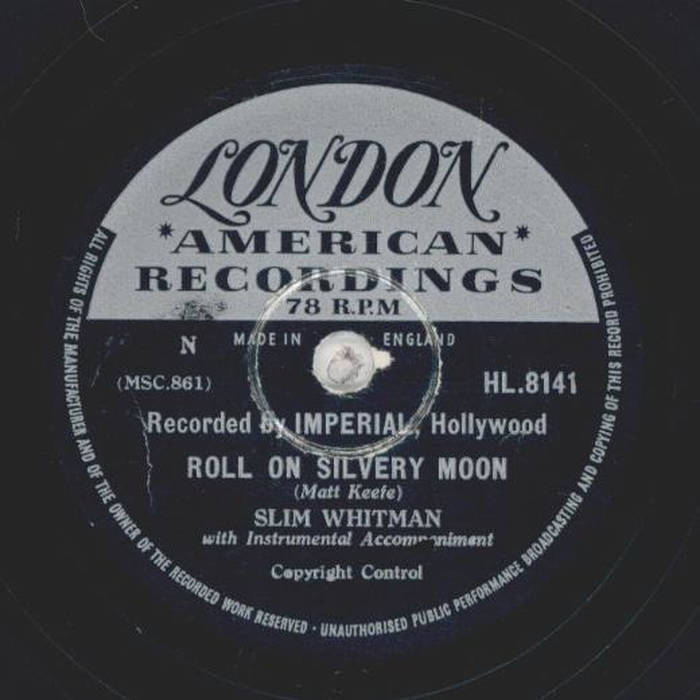 LONDON
*AMERICAN*
RECORDINGS
78 R.P.M
N
MADE IN ENGLAND
(MSC.861)
HL.8141
Recorded by IMPERIAL, Hollywood
ROLL ON SILVERY MOON
(Matt Keefe)
SLIM WHITMAN
with Instrumental Accompaniment
Copyright Control
ALL RIGHTS OF THE MANUFACTURER AND OF THE OWNER OF THE RECORDED WORK RESERVED · UNAUTHORISED PUBLIC PERFORMANCE BROADCASTING AND COPYING OF THIS RECORD PROHIBITED